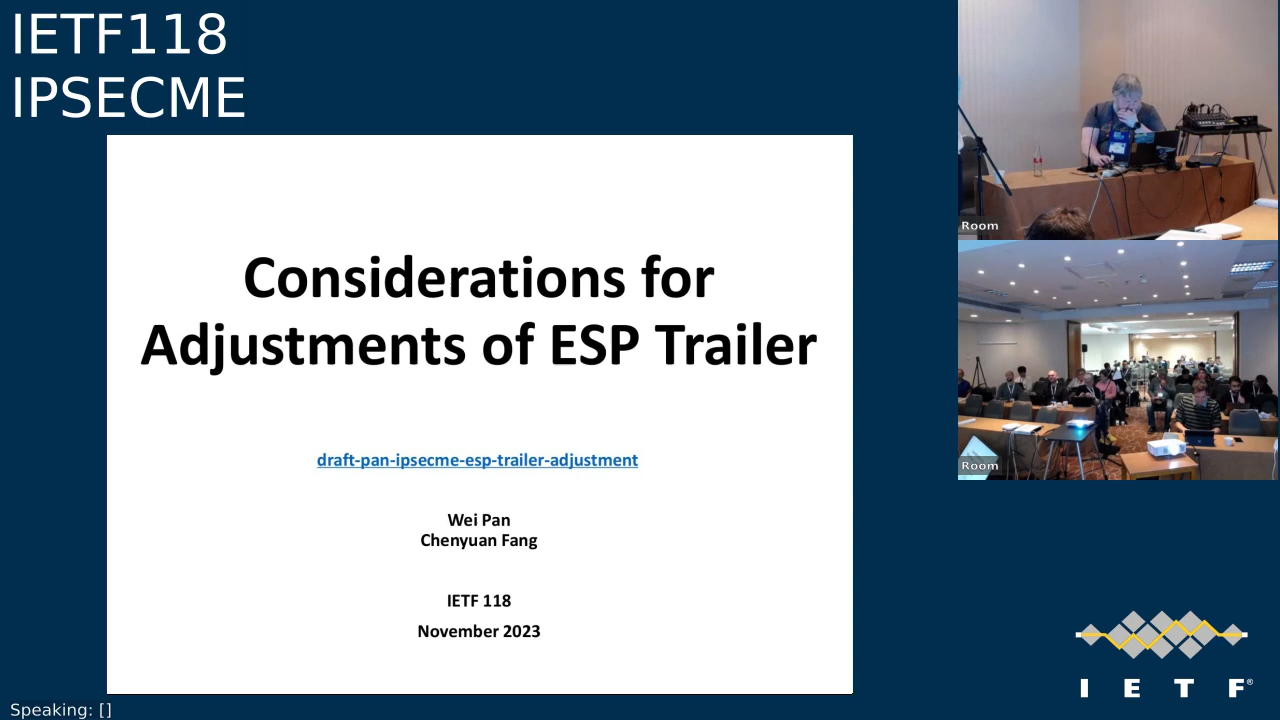 IETF118
IPSECME
Considerations for
Adjustments of ESP Trailer
draft-pan-ipsecme-esp-trailer-adjustment
Wei Pan
Chenyuan Fang
IETF 118
November 2023
Room
Room
I E T F®
Speaking: []